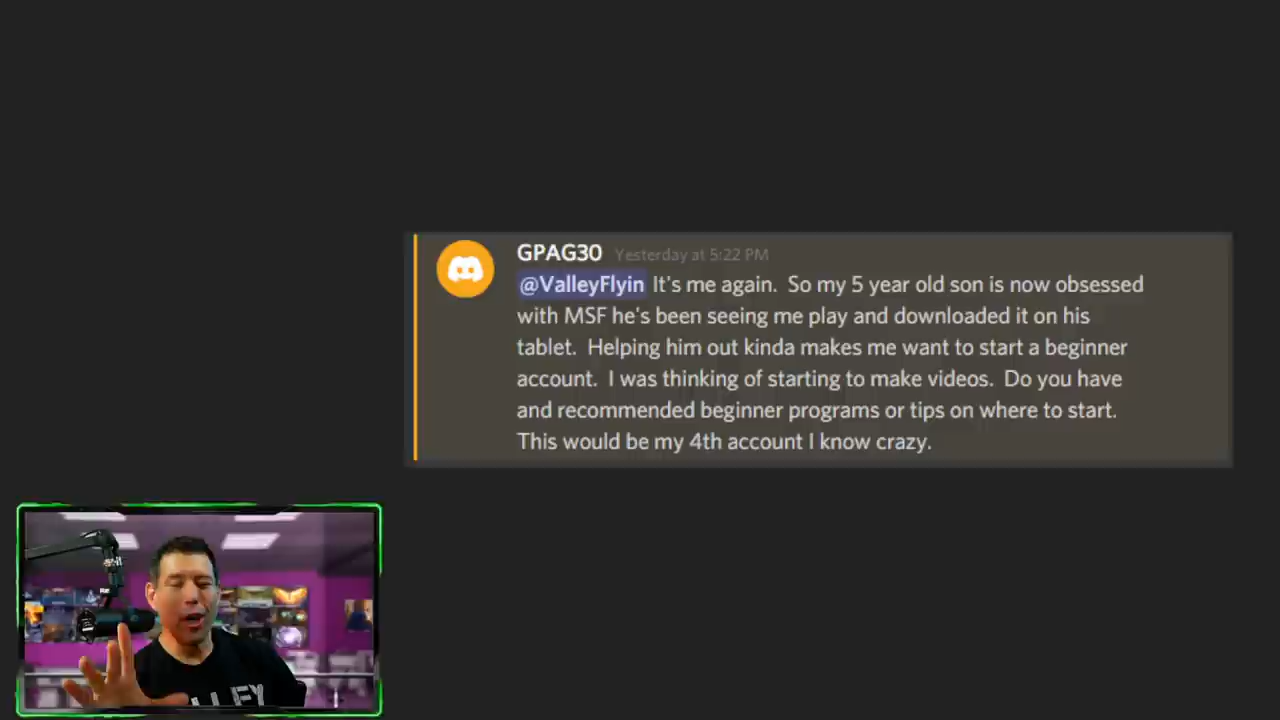 GPAG30 Yesterday at 5:22 PM
@ValleyFlyin It's me again. So my 5 year old son is now obsessed
with MSF he's been seeing me play and downloaded it on his
tablet. Helping him out kinda makes me want to start a beginner
account. I was thinking of starting to make videos. Do you have
and recommended beginner programs or tips on where to start.
This would be my 4th account I know crazy.